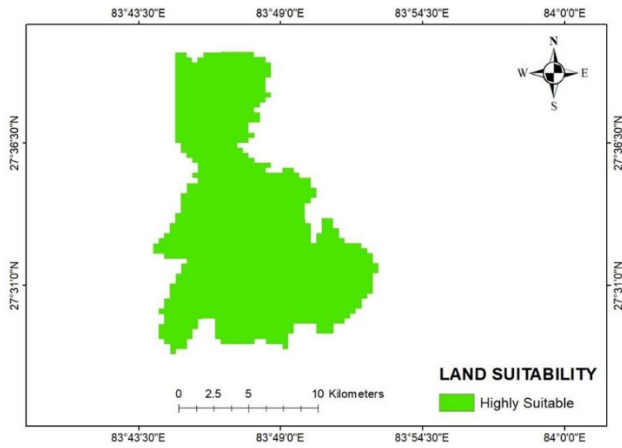 83°43'30"E 83°49'0"E 83°54'30"E 84°0'0"E
N
W E
S
27°36'30"N 27°36'30"N
27°31'0"N 27°31'0"N
LAND SUITABILITY
0 2.5 5 10 Kilometers
Highly Suitable
83°43'30"E 83°49'0"E 83°54'30"E 84°0'0"E